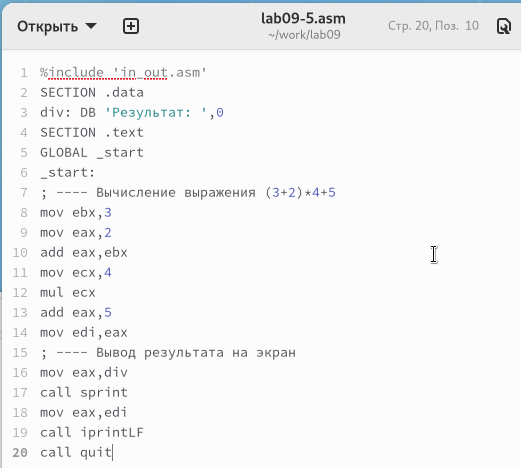 Открыть
lab09-5.asm
~/work/lab09
Стр. 20, Поз. 10
1 %include 'in_out.asm'
2 SECTION .data
3 div: DB 'Результат: ',0
4 SECTION .text
5 GLOBAL _start
6 _start:
7 ; ---- Вычисление выражения (3+2)*4+5
8 mov ebx,3
9 mov eax,2
10 add eax,ebx
11 mov ecx,4
12 mul ecx
13 add eax,5
14 mov edi,eax
15 ; ---- Вывод результата на экран
16 mov eax,div
17 call sprint
18 mov eax,edi
19 call iprintLF
20 call quit